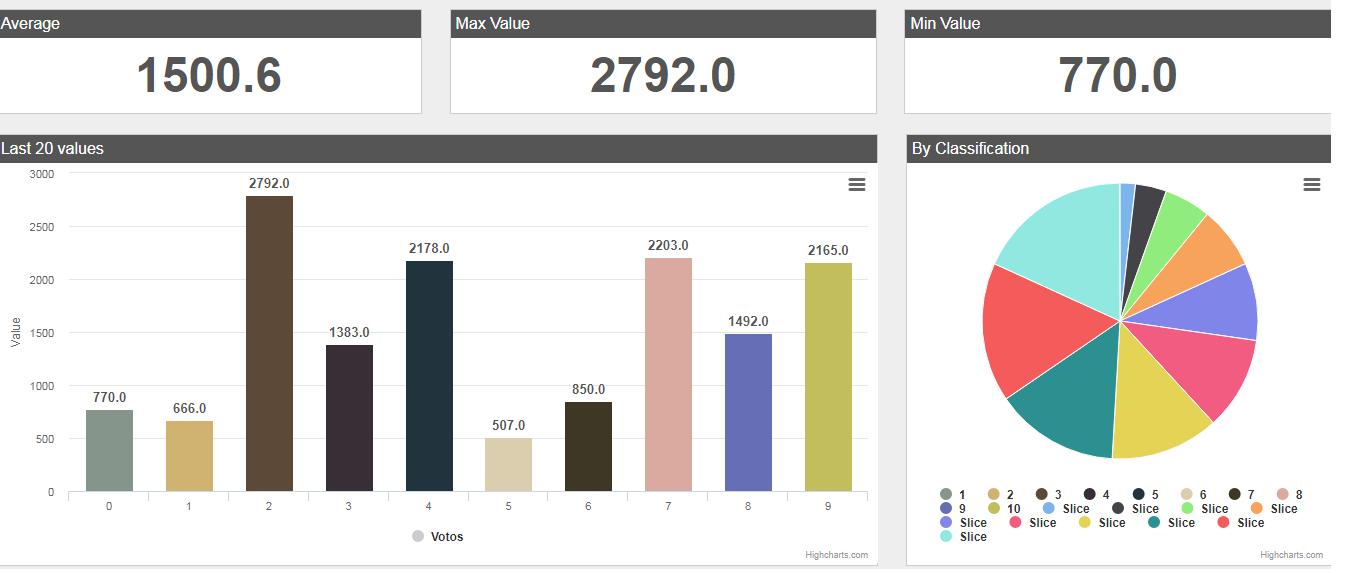 Average
1500.6
Max Value
2792.0
Min Value
770.0
Last 20 values
3000
2500
2000
1500
1000
500
0
Value
770.0
666.0
2792.0
1383.0
2178.0
507.0
850.0
2203.0
1492.0
2165.0
0 1 2 3 4 5 6 7 8 9
Votos
Highcharts.com
By Classification
1 2 3 4 5 6 7 8
9 10 Slice Slice Slice Slice
Slice Slice Slice Slice Slice
Slice
Highcharts.com